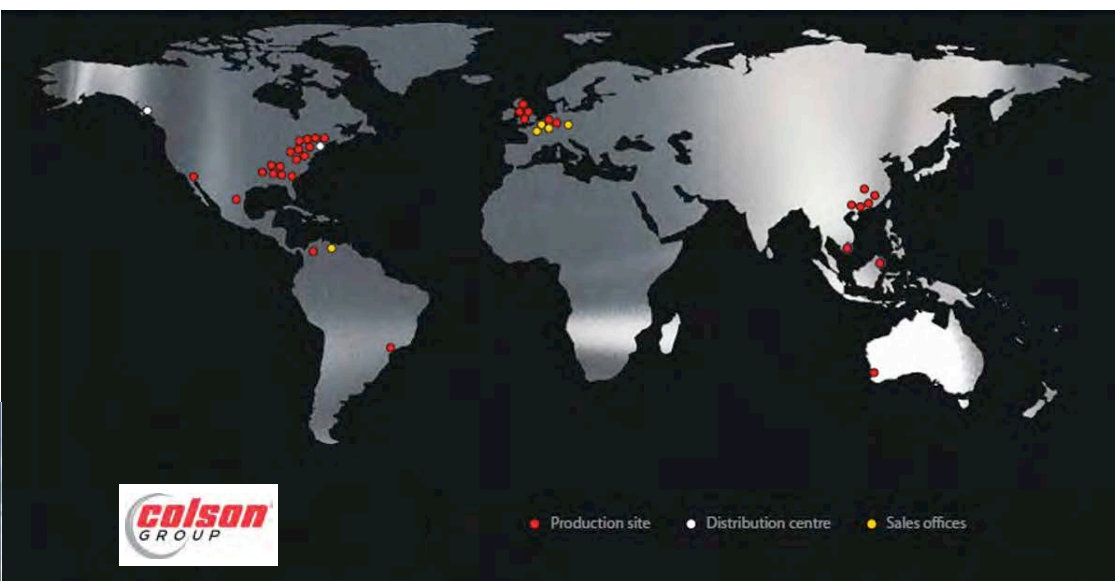 colson
GROUP
Production site
Distribution centre
Sales offices